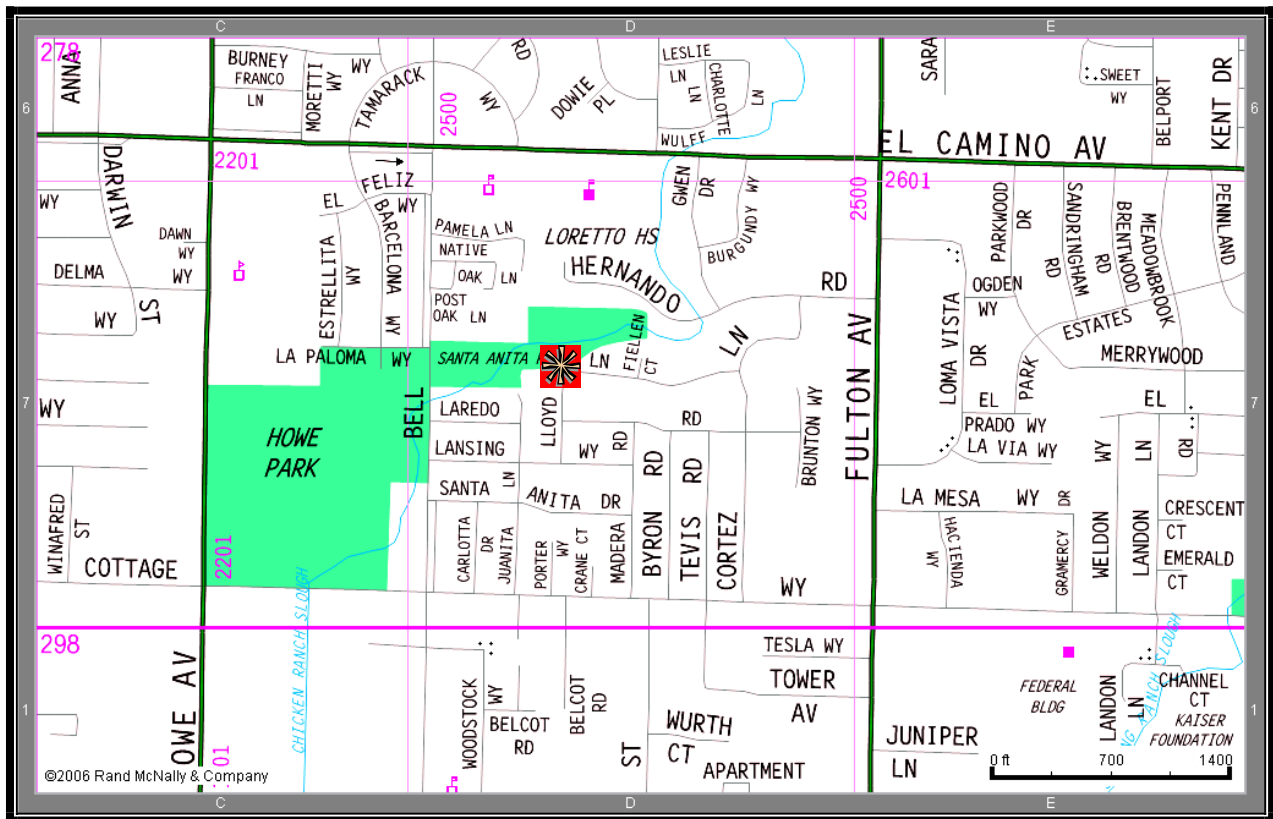 C
D
E
278
ANNA
BURNEY
FRANCO
LN
MORETTI
WY
WY
TAMARACK
WY
2500
RD
DOWIE
PL
LESLIE
LN
LN
CHARLOTTE
LN
WULFF
SARA
SWEET
WY
BELPORT
KENT DR
6
6
EL CAMINO AV
2201
2601
2500
DARWIN
ST
WY
DAWN
WY
DELMA
WY
WY
EL
FELIZ
WY
BARCELONA
WY
ESTRELLITA
WY
PAMELA LN
NATIVE
OAK
LN
POST
OAK LN
LORETTO HS
HERNANDO
RD
GWEN
DR
BURGUNDY WY
PARKWOOD
DR
SANDRINGHAM
RD
BRENTWOOD
RD
MEADOWBROOK
PENNLAND
OGDEN
WY
LOMA VISTA
DR
ESTATES
PARK
MERRYWOOD
LA PALOMA
WY
SANTA ANITA
LN
FIELLEN
CT
LN
FULTON AV
7
7
WY
HOWE
PARK
BELL
LAREDO
RD
LANSING
WY
LLOYD
RD
SANTA
LN
ANITA
DR
BRUNTON WY
EL
EL
PRADO WY
LA VIA WY
WY
LN
RD
LA MESA
WY
DR
CRESCENT
CT
EMERALD
CT
WINAFRED
ST
COTTAGE
2201
CARLOTTA
DR
JUANITA
PORTER
WY
CRANE CT
MADERA
BYRON
RD
TEVIS
RD
CORTEZ
WY
HACIENDA
WY
GRAMERCY
WELDON
LANDON
CHICKEN RANCH SLOUGH
298
OWE AV
01
WOODSTOCK
WY
BELCOT
RD
BELCOT
RD
ST
WURTH
CT
APARTMENT
TESLA WY
TOWER
AV
JUNIPER
LN
FEDERAL
BLDG
LANDON
LN
NG RANCH SLOUGH
CHANNEL
CT
KAISER
FOUNDATION
1
1
0 ft
700
1400
©2006 Rand McNally & Company
C
D
E